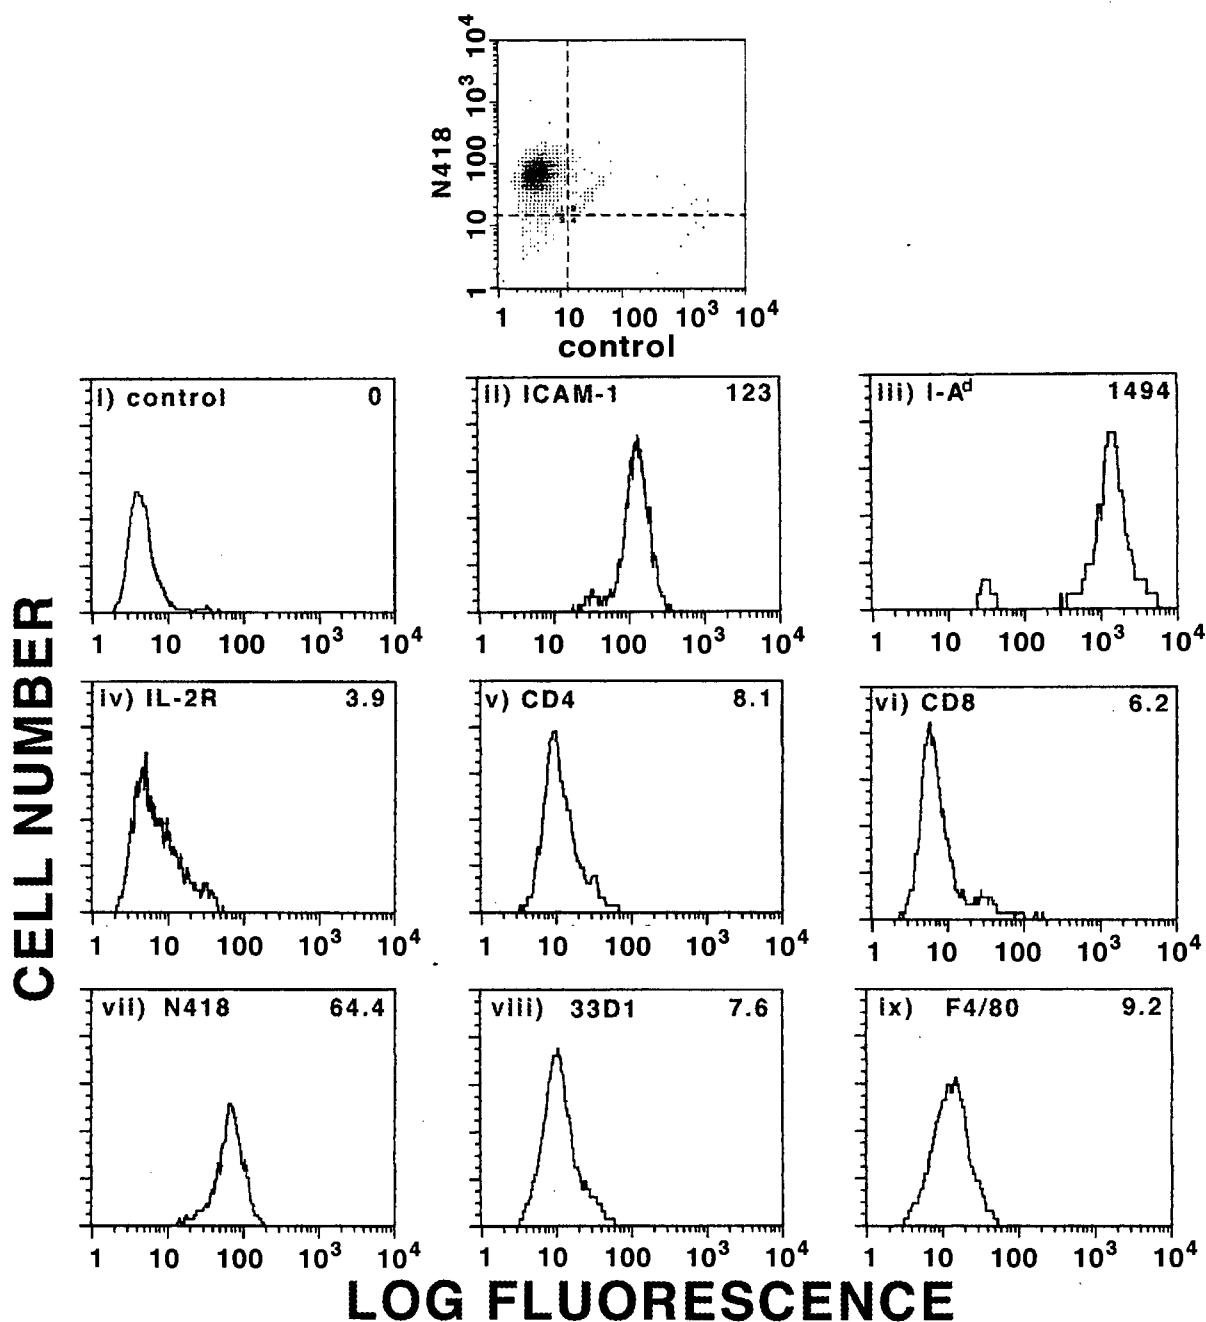 10⁴
10³
100
10
1
N418
1 10 100 10³ 10⁴
control
i) control 0
ii) ICAM-1 123
iii) I-Aᵈ 1494
1 10 100 10³ 10⁴
1 10 100 10³ 10⁴
1 10 100 10³ 10⁴
iv) IL-2R 3.9
v) CD4 8.1
vi) CD8 6.2
1 10 100 10³ 10⁴
1 10 100 10³ 10⁴
1 10 100 10³ 10⁴
vii) N418 64.4
viii) 33D1 7.6
ix) F4/80 9.2
1 10 100 10³ 10⁴
1 10 100 10³ 10⁴
1 10 100 10³ 10⁴
CELL NUMBER
LOG FLUORESCENCE